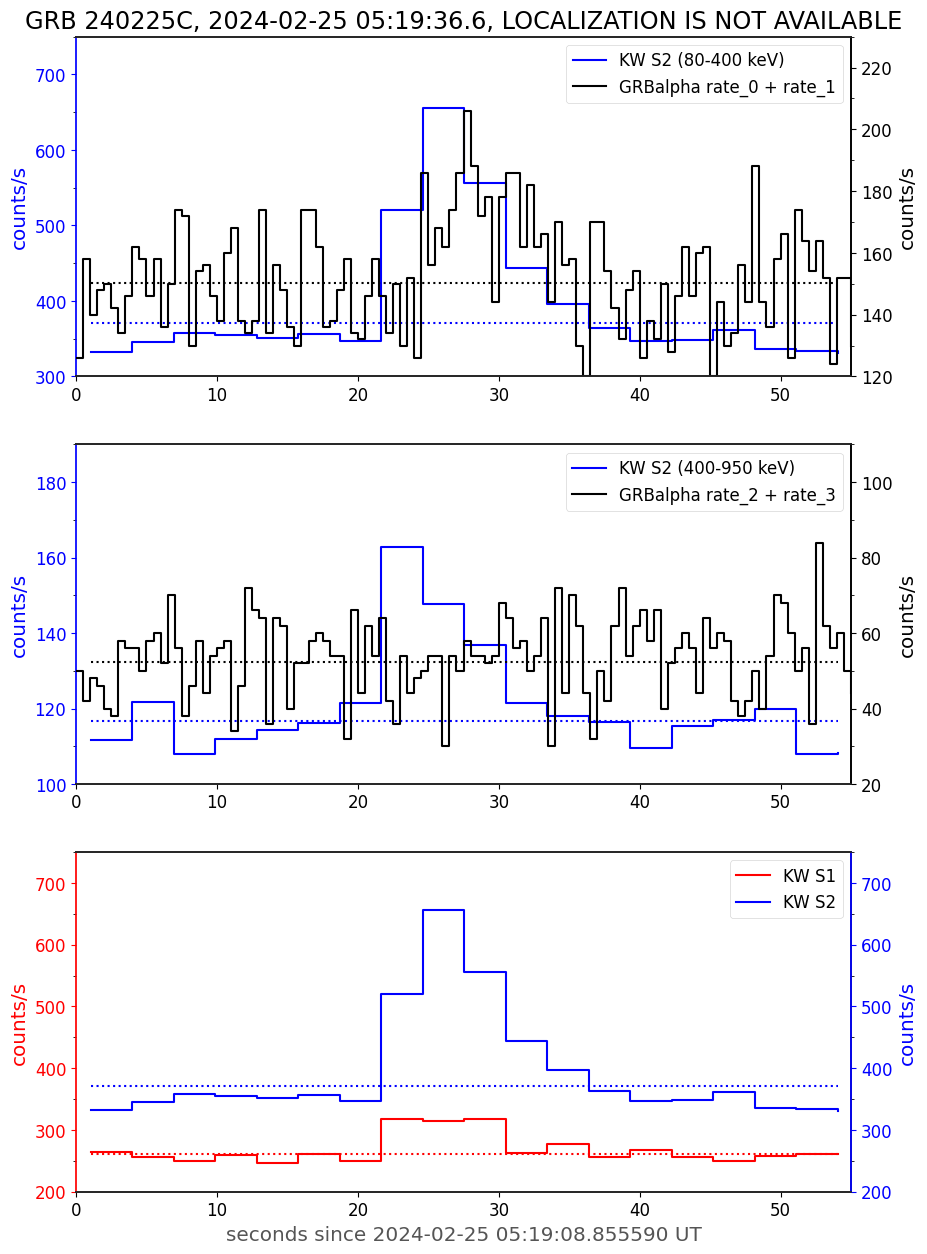 GRB 240225C, 2024-02-25 05:19:36.6, LOCALIZATION IS NOT AVAILABLE
KW S2 (80-400 keV)
GRBalpha rate_0 + rate_1
counts/s
700
600
500
400
300
220
200
180
160
140
120
counts/s
0 10 20 30 40 50
KW S2 (400-950 keV)
GRBalpha rate_2 + rate_3
counts/s
180
160
140
120
100
100
80
60
40
20
counts/s
0 10 20 30 40 50
KW S1
KW S2
counts/s
700
600
500
400
300
200
700
600
500
400
300
200
counts/s
0 10 20 30 40 50
seconds since 2024-02-25 05:19:08.855590 UT